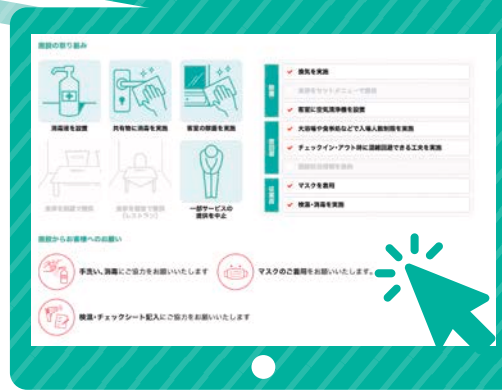 施設の取り組み
消毒液を設置
共有物に消毒を実施
客室の除菌を実施
一部サービスの
提供を中止
換気を実施
客室に空気清浄機を設置
大浴場や食事処などで入場人数制限を実施
チェックイン・アウト時に混雑回避できる工夫を実施
従業員
マスクを着用
検温・消毒を実施
施設からお客様へのお願い
手洗い、消毒にご協力をお願いいたします
マスクのご着用をお願いいたします。
検温・チェックシート記入にご協力をお願いいたします